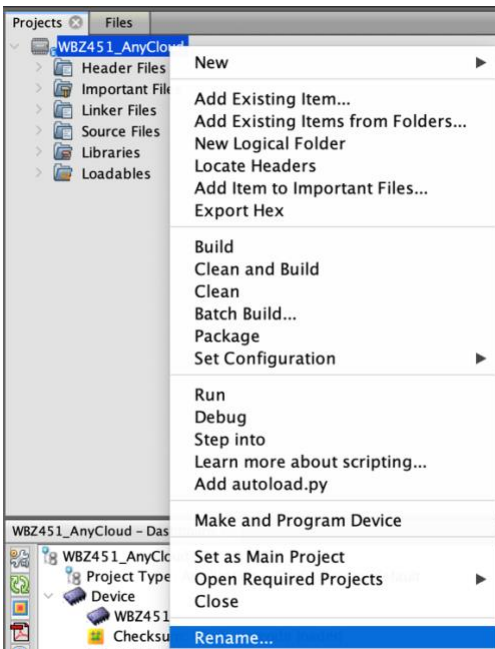 Projects Files
WBZ451_AnyCloud
Header Files
Important File
Linker Files
Source Files
Libraries
Loadables
New
Add Existing Item...
Add Existing Items from Folders...
New Logical Folder
Locate Headers
Add Item to Important Files...
Export Hex
Build
Clean and Build
Clean
Batch Build...
Package
Set Configuration
Run
Debug
Step into
Learn more about scripting...
Add autoload.py
Make and Program Device
Set as Main Project
Open Required Projects
Close
Rename...
WBZ451_AnyCloud - Das
WBZ451_AnyClo
Project Type
Device
WBZ451
Checksu